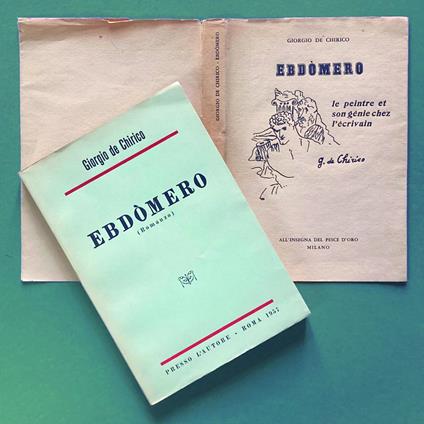 Giorgio de Chirico
EBDÒMERO
(Romanzo)
PRESSO L'AUTORE - ROMA 1957
GIORGIO DE CHIRICO - EBDÒMERO
GIORGIO DE CHIRICO
EBDÒMERO
le peintre et
son génie chez
l'écrivain
g. de Chirico
ALL'INSEGNA DEL PESCE D'ORO
MILANO